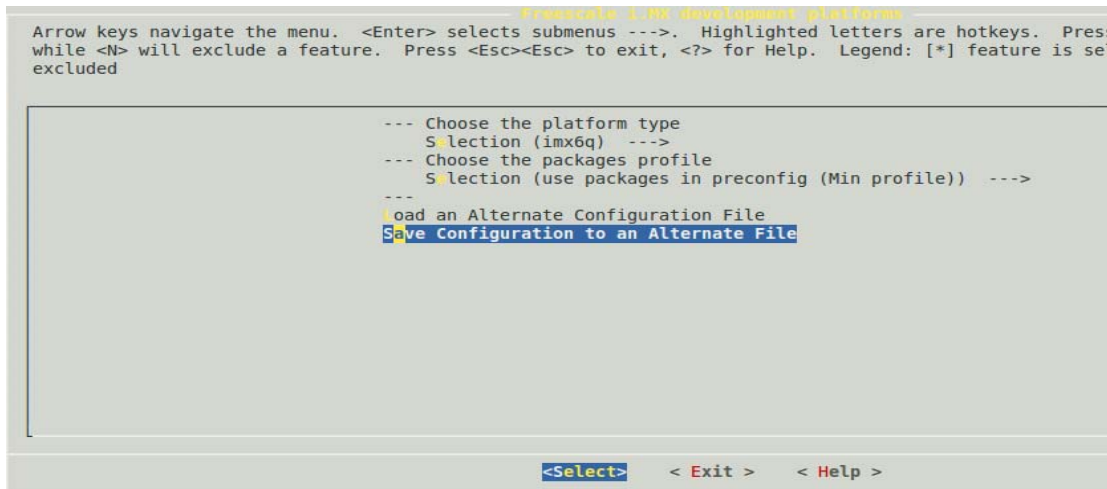 Freescale i.MX development platforms
Arrow keys navigate the menu. <Enter> selects submenus --->. Highlighted letters are hotkeys. Pres
while <N> will exclude a feature. Press <Esc><Esc> to exit, <?> for Help. Legend: [*] feature is se
excluded
--- Choose the platform type
Selection (imx6q) --->
--- Choose the packages profile
Selection (use packages in preconfig (Min profile)) --->
---
Load an Alternate Configuration File
Save Configuration to an Alternate File
<Select> < Exit > < Help >